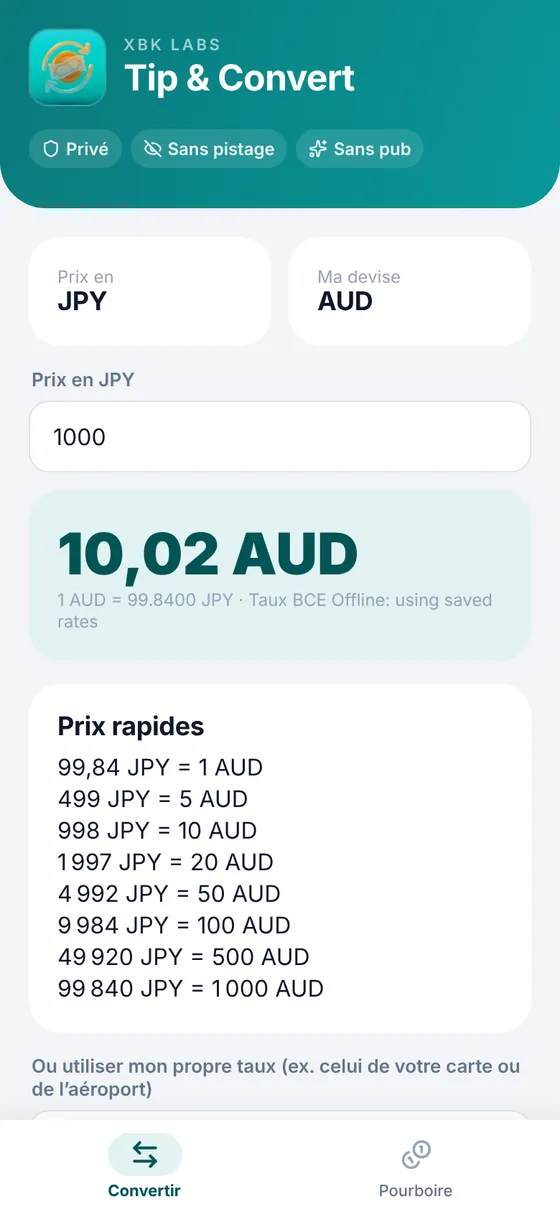 XBK LABS
Tip & Convert
Privé
Sans pistage
Sans pub
Prix en
JPY
Ma devise
AUD
Prix en JPY
1000
10,02 AUD
1 AUD = 99.8400 JPY · Taux BCE Offline: using saved
rates
Prix rapides
99,84 JPY = 1 AUD
499 JPY = 5 AUD
998 JPY = 10 AUD
1 997 JPY = 20 AUD
4 992 JPY = 50 AUD
9 984 JPY = 100 AUD
49 920 JPY = 500 AUD
99 840 JPY = 1 000 AUD
Ou utiliser mon propre taux (ex. celui de votre carte ou
de l’aéroport)
Convertir
Pourboire